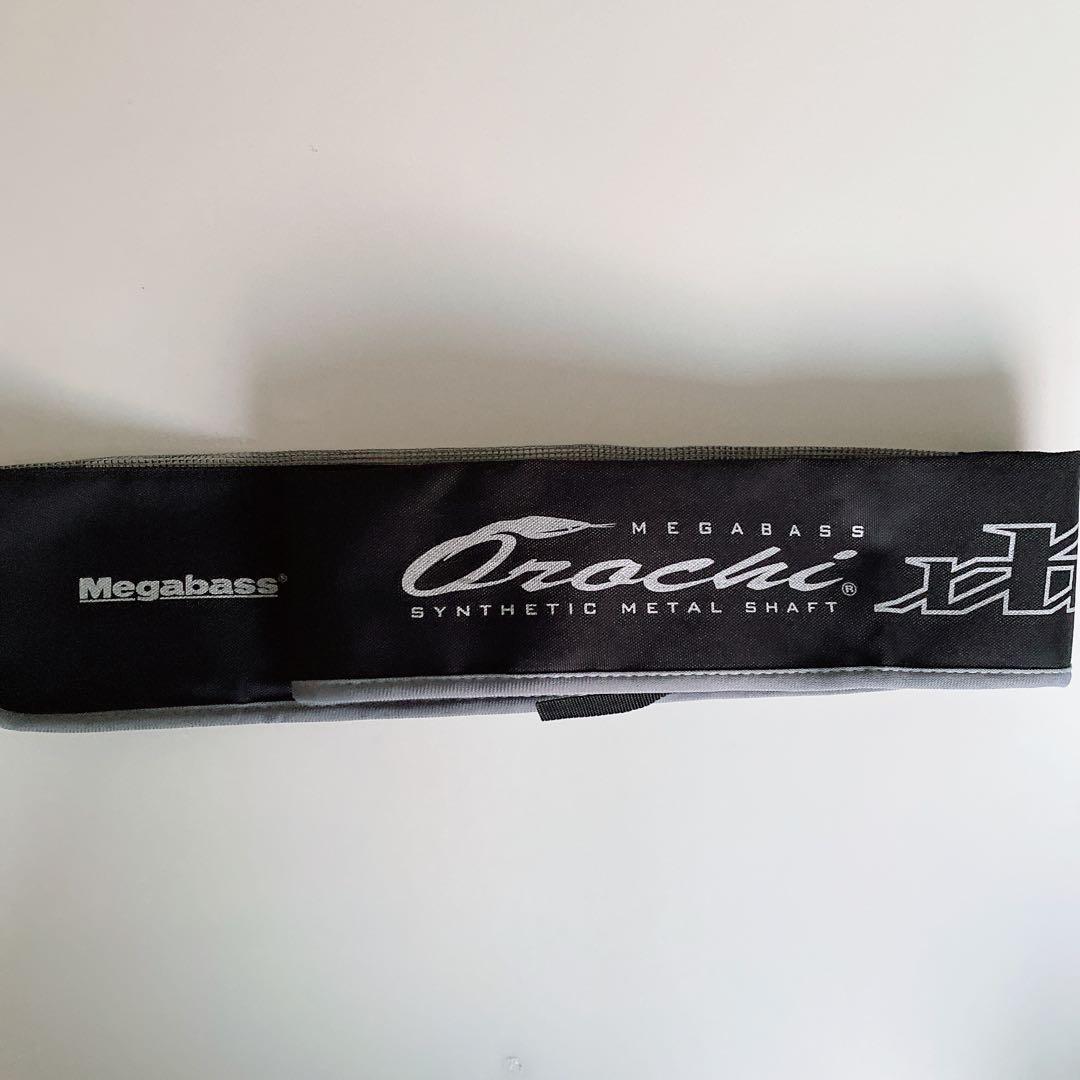 Megabass®
MEGABASS
Orochi®
SYNTHETIC METAL SHAFT